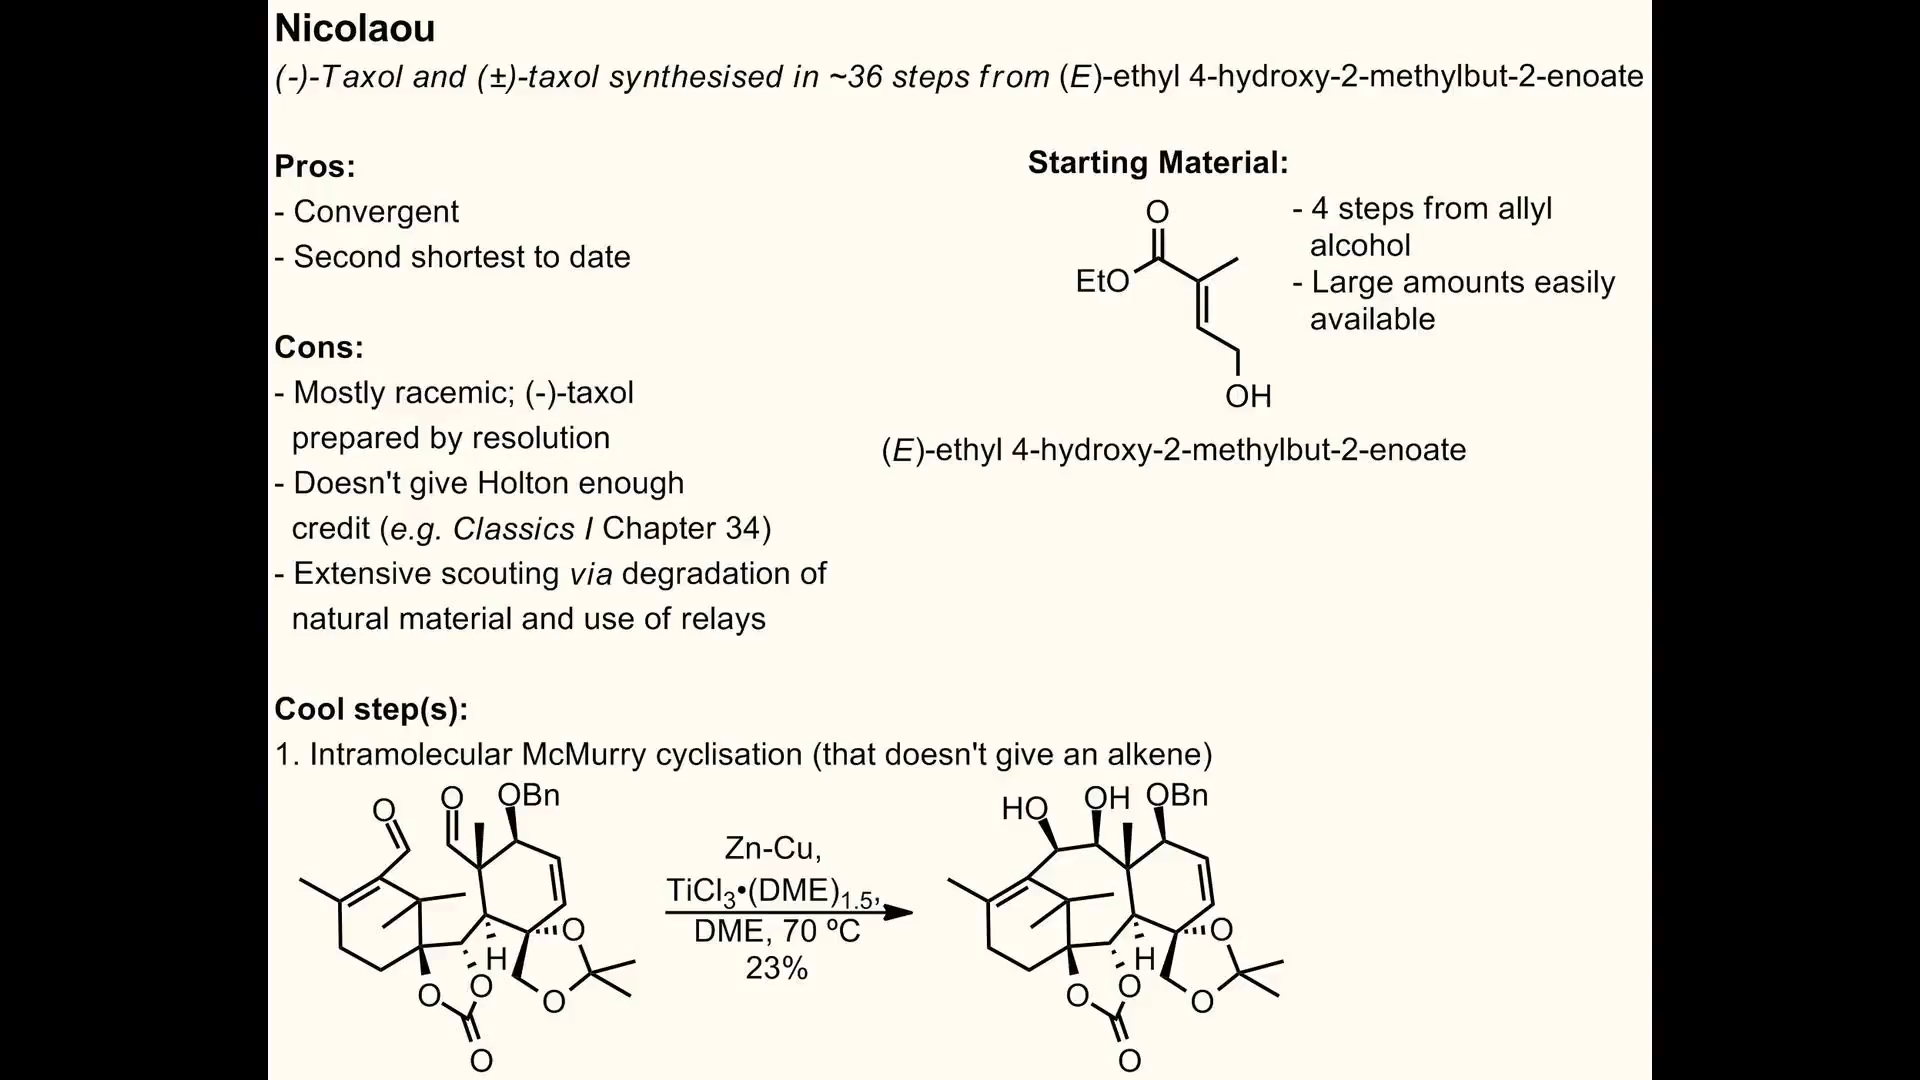 Nicolaou
(-)-Taxol and (±)-taxol synthesised in ~36 steps from (E)-ethyl 4-hydroxy-2-methylbut-2-enoate
Pros:
- Convergent
- Second shortest to date
Cons:
- Mostly racemic; (-)-taxol
prepared by resolution
- Doesn't give Holton enough
credit (e.g. Classics I Chapter 34)
- Extensive scouting via degradation of
natural material and use of relays
Starting Material:
O
EtO
OH
- 4 steps from allyl
alcohol
- Large amounts easily
available
(E)-ethyl 4-hydroxy-2-methylbut-2-enoate
Cool step(s):
1. Intramolecular McMurry cyclisation (that doesn't give an alkene)
O O OBn
O
H
O O O
O
Zn-Cu,
TiCl3•(DME)1.5,
DME, 70 ºC
23%
HO OH OBn
O
H
O O O
O